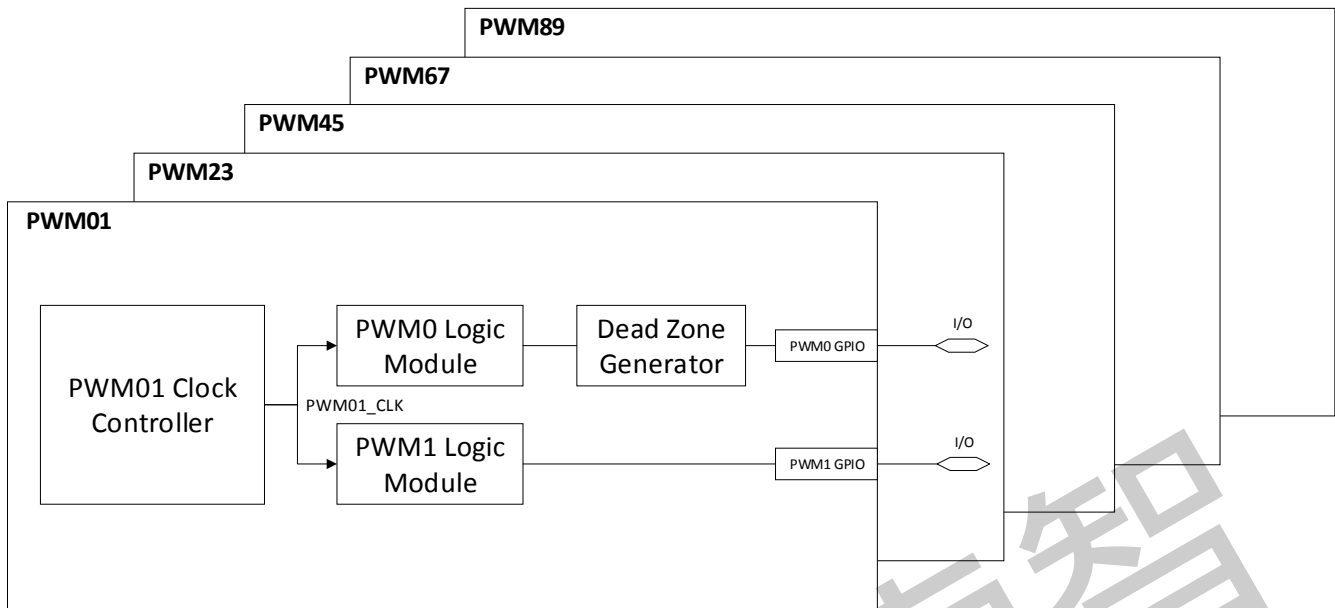 PWM89
PWM67
PWM45
PWM23
PWM01
PWM01 Clock
Controller
PWM01_CLK
PWM0 Logic
Module
Dead Zone
Generator
PWM0 GPIO
I/O
PWM1 Logic
Module
PWM1 GPIO
I/O
智